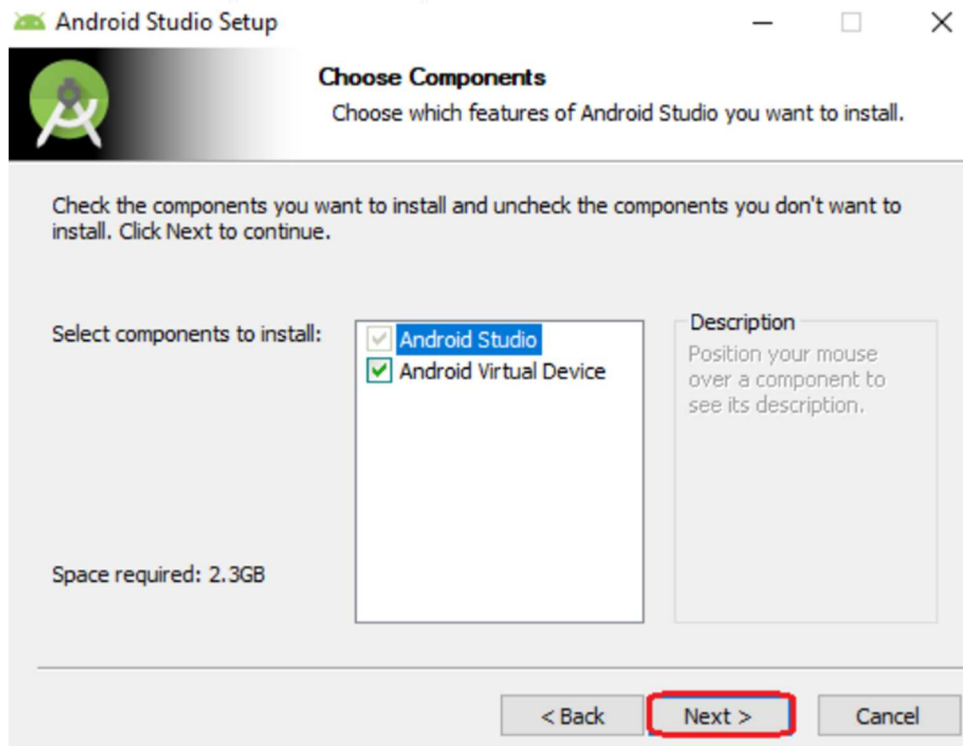 Android Studio Setup
Choose Components
Choose which features of Android Studio you want to install.
Check the components you want to install and uncheck the components you don't want to
install. Click Next to continue.
Select components to install:
Android Studio
Android Virtual Device
Description
Position your mouse
over a component to
see its description.
Space required: 2.3GB
< Back
Next >
Cancel